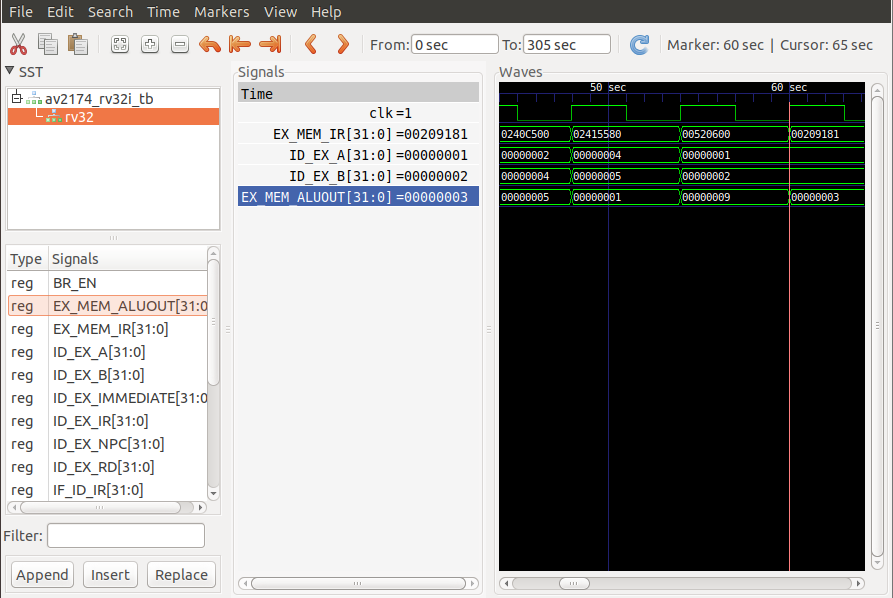 File Edit Search Time Markers View Help
From: 0 sec To: 305 sec Marker: 60 sec | Cursor: 65 sec
SST
av2174_rv32i_tb
rv32
Type Signals
reg BR_EN
reg EX_MEM_ALUOUT[31:0
reg EX_MEM_IR[31:0]
reg ID_EX_A[31:0]
reg ID_EX_B[31:0]
reg ID_EX_IMMEDIATE[31:0
reg ID_EX_IR[31:0]
reg ID_EX_NPC[31:0]
reg ID_EX_RD[31:0]
reg IF_ID_IR[31:0]
Filter:
Append Insert Replace
Signals
Time
clk=1
EX_MEM_IR[31:0]=00209181
ID_EX_A[31:0]=00000001
ID_EX_B[31:0]=00000002
EX_MEM_ALUOUT[31:0]=00000003
Waves
50 sec 60 sec
0240C500 02415580 00520600 00209181
00000002 00000004 00000001
00000004 00000005 00000002
00000005 00000001 00000009 00000003